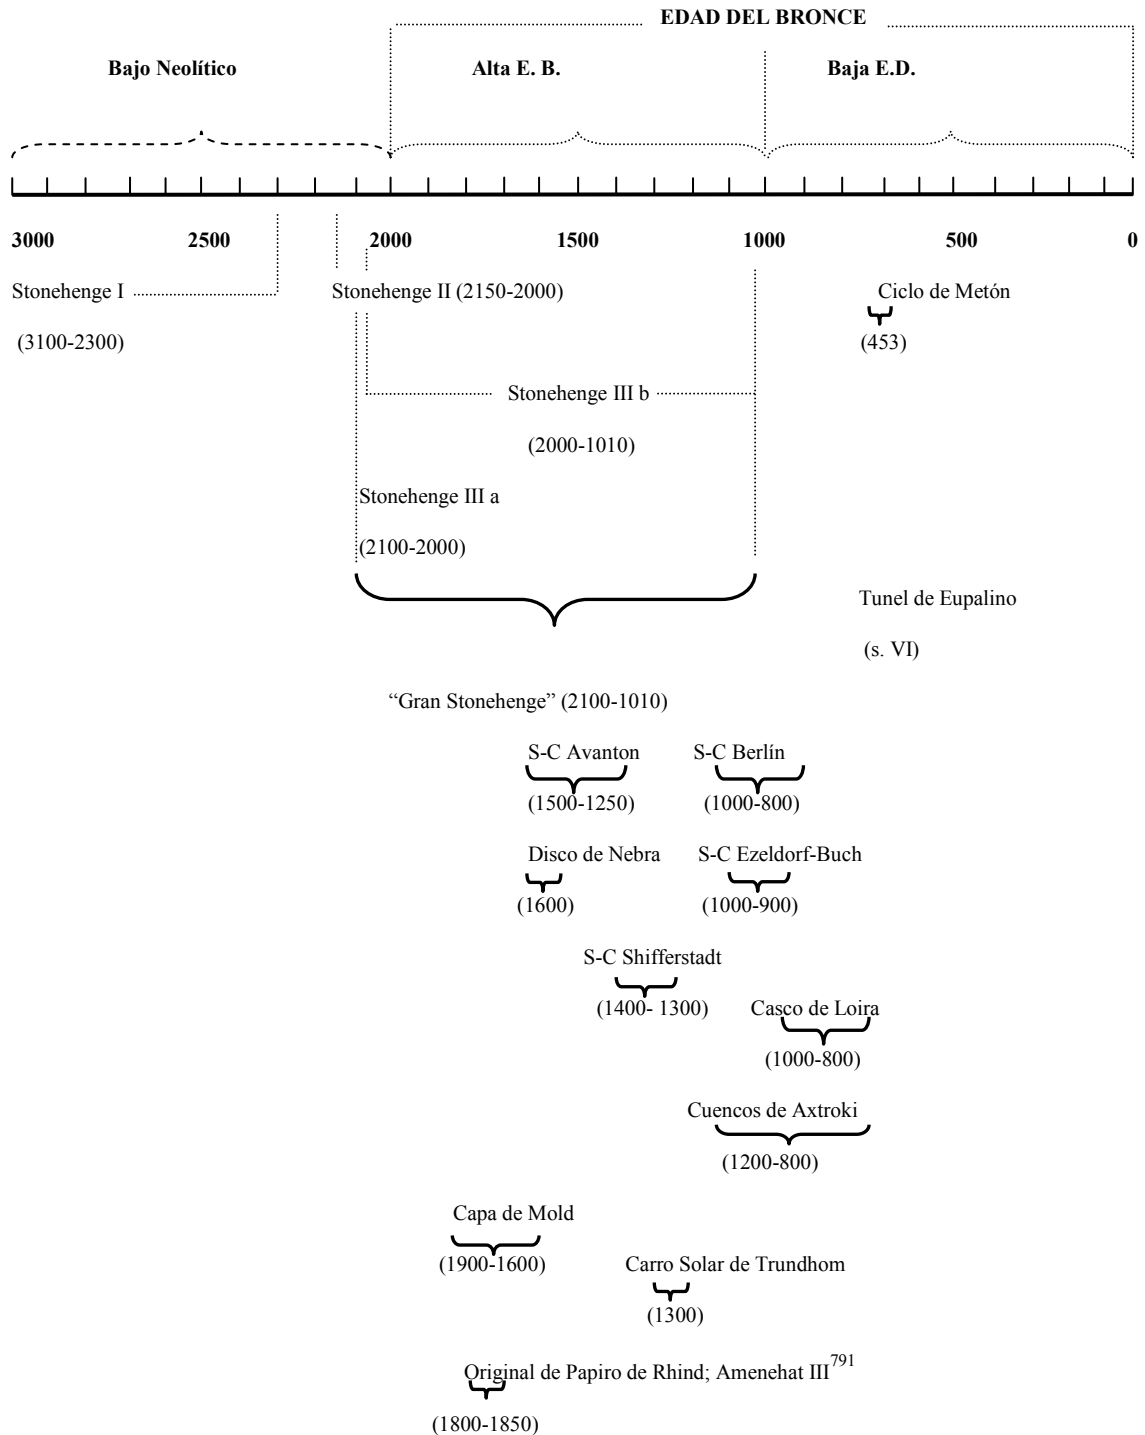 EDAD DEL BRONCE
Bajo Neolítico Alta E. B. Baja E.D.
3000 2500 2000 1500 1000 500 0
Stonehenge I Stonehenge II (2150-2000) Ciclo de Metón
(3100-2300) (453)
Stonehenge III b
(2000-1010)
Stonehenge III a
(2100-2000)
Tunel de Eupalino
(s. VI)
“Gran Stonehenge” (2100-1010)
S-C Avanton S-C Berlín
(1500-1250) (1000-800)
Disco de Nebra S-C Ezeldorf-Buch
(1600) (1000-900)
S-C Shifferstadt
(1400- 1300) Casco de Loira
(1000-800)
Cuencos de Axtroki
(1200-800)
Capa de Mold
(1900-1600) Carro Solar de Trundhom
(1300)
Original de Papiro de Rhind; Amenehat III791
(1800-1850)